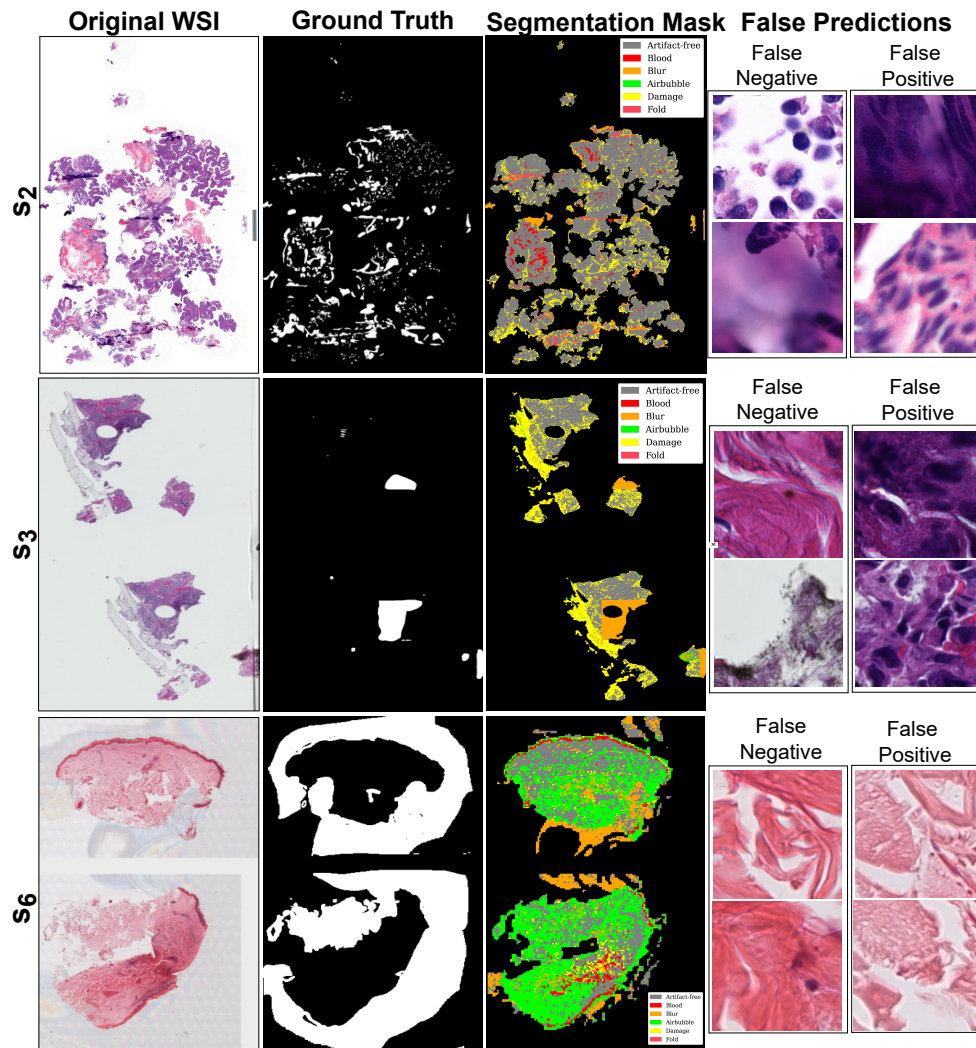 Original WSI
Ground Truth
Segmentation Mask
False Predictions
s2
Artifact-free
Blood
Blur
Airbubble
Damage
Fold
False
Negative
False
Positive
s3
Artifact-free
Blood
Blur
Airbubble
Damage
Fold
False
Negative
False
Positive
s6
Artifact-free
Blood
Blur
Airbubble
Damage
Fold
False
Negative
False
Positive